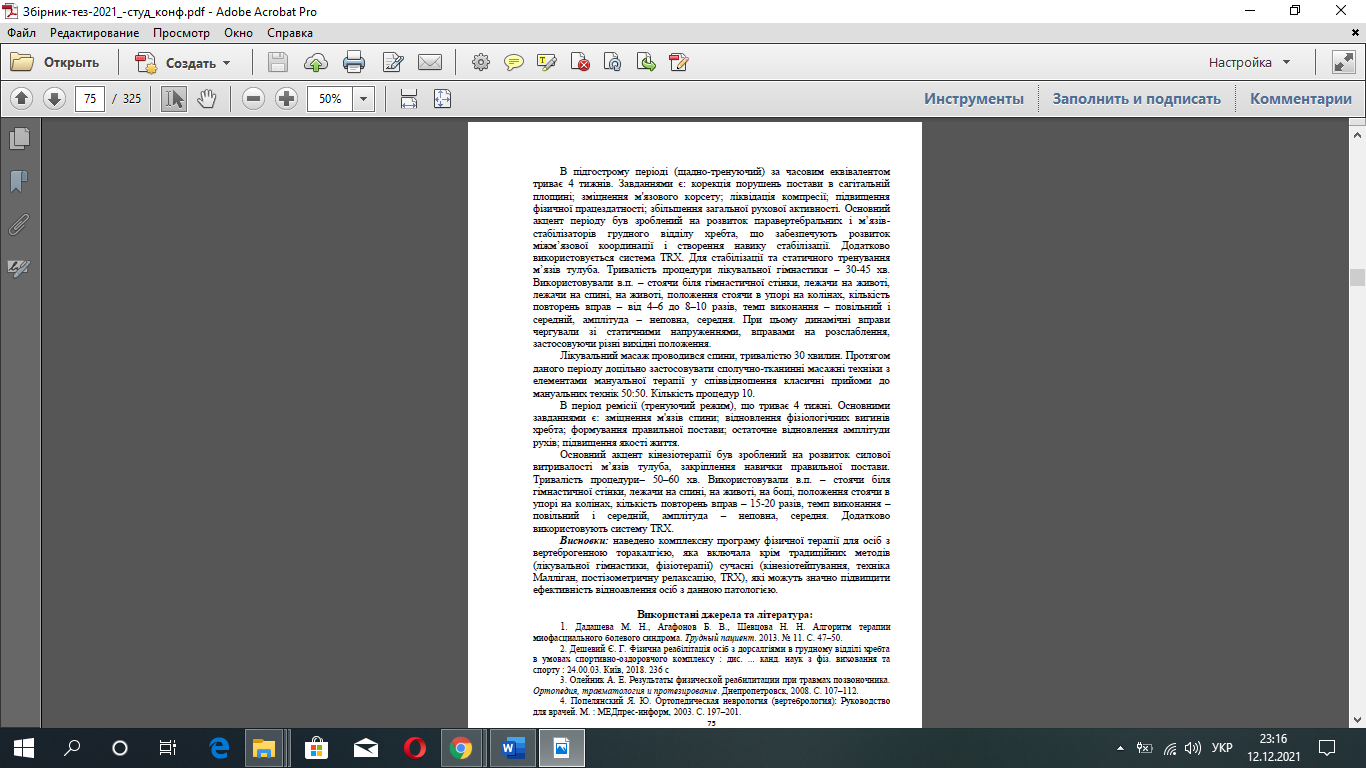 Збірник-тез-2021_-студ_конф.pdf - Adobe Acrobat Pro
Файл Редактирование Просмотр Окно Справка
Открыть Создать Настройка
75 / 325 50% Инструменты Заполнить и подписать Комментарии
В підгострому періоді (щадно-тренуючий) за часовим еквівалентом
триває 4 тижнів. Завданнями є: корекція порушень постави в сагітальній
площині; зміцнення м'язового корсету; ліквідація компресії; підвищення
фізичної працездатності; збільшення загальної рухової активності. Основний
акцент періоду був зроблений на розвиток паравертебральних і м’язів-
стабілізаторів грудного відділу хребта, що забезпечують розвиток
міжм’язової координації і створення навику стабілізації. Додатково
використовується система TRX. Для стабілізації та статичного тренування
м’язів тулуба. Тривалість процедури лікувальної гімнастики – 30-45 хв.
Використовували в.п. – стоячи біля гімнастичної стінки, лежачи на животі,
лежачи на спині, на животі, положення стоячи в упорі на колінах, кількість
повторень вправ – від 4–6 до 8–10 разів, темп виконання – повільний і
середній, амплітуда – неповна, середня. При цьому динамічні вправи
чергували зі статичними напруженнями, вправами на розслаблення,
застосовуючи різні вихідні положення.
Лікувальний масаж проводився спини, тривалістю 30 хвилин. Протягом
даного періоду доцільно застосовувати сполучно-тканинні масажні техніки з
елементами мануальної терапії у співвідношення класичні прийоми до
мануальних технік 50:50. Кількість процедур 10.
В період ремісії (тренуючий режим), що триває 4 тижні. Основними
завданнями є: зміцнення м'язів спини; відновлення фізіологічних вигинів
хребта; формування правильної постави; остаточне відновлення амплітуди
рухів; підвищення якості життя.
Основний акцент кінезіотерапії був зроблений на розвиток силової
витривалості м’язів тулуба, закріплення навички правильної постави.
Тривалість процедури– 50–60 хв. Використовували в.п. – стоячи біля
гімнастичної стінки, лежачи на спині, на животі, на боці, положення стоячи в
упорі на колінах, кількість повторень вправ – 15-20 разів, темп виконання –
повільний і середній, амплітуда – неповна, середня. Додатково
використовують систему TRX.
Висновки: наведено комплексну програму фізичної терапії для осіб з
вертеброгенною торакалгією, яка включала крім традиційних методів
(лікувальної гімнастики, фізіотерапії) сучасні (кінезіотейпування, техніка
Малліган, постізометричну релаксацію, TRX), які можуть значно підвищити
ефективність відноавлення осіб з данною патологією.
Використані джерела та література:
1. Дадашева М. Н., Агафонов Б. В., Шевцова Н. Н. Алгоритм терапии
миофасциального болевого синдрома. Трудный пациент. 2013. № 11. С. 47–50.
2. Дешевий Є. Г. Фізична реабілітація осіб з дорсалгіями в грудному відділі хребта
в умовах спортивно-оздоровчого комплексу : дис. ... канд. наук з фіз. виховання та
спорту : 24.00.03. Київ, 2018. 236 с
3. Олейник А. Е. Результаты физической реабилитации при травмах позвоночника.
Ортопедия, травматология и протезирование. Днепропетровск, 2008. С. 107–112.
4. Попелянский Я. Ю. Ортопедическая неврология (вертебрология): Руководство
для врачей. М. : МЕДпрес-информ, 2003. С. 197–201.
75
УКР 23:16
12.12.2021